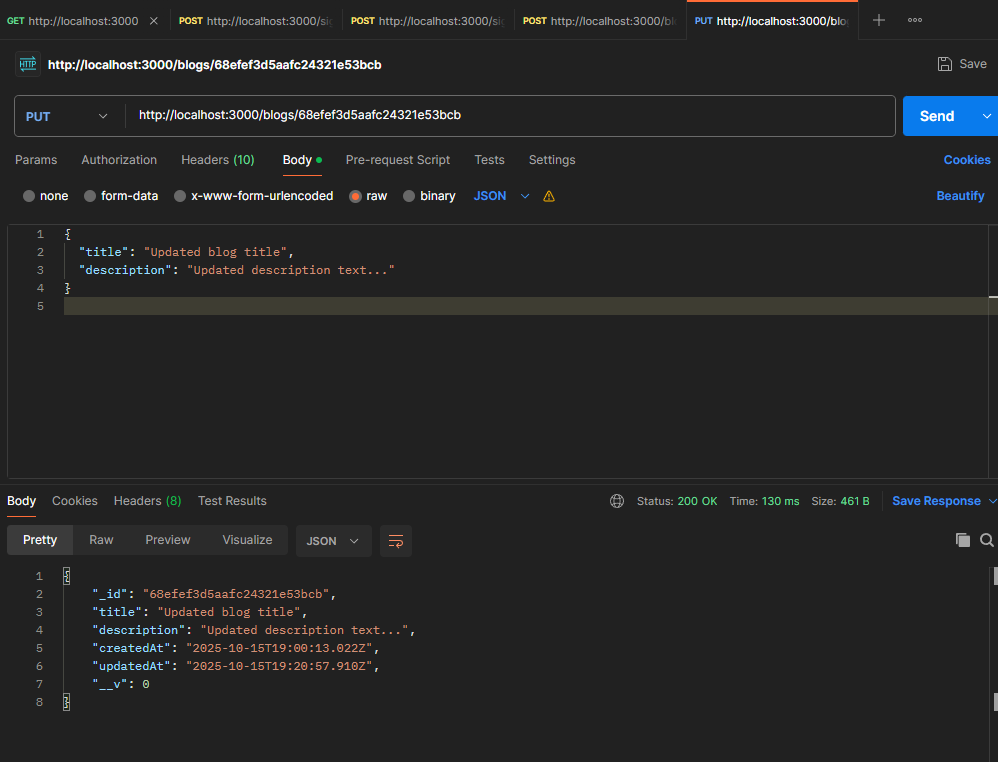 GET http://localhost:3000 POST http://localhost:3000/si POST http://localhost:3000/si POST http://localhost:3000/bl PUT http://localhost:3000/blo
HTTP http://localhost:3000/blogs/68efef3d5aafc24321e53bcb Save
PUT http://localhost:3000/blogs/68efef3d5aafc24321e53bcb Send
Params Authorization Headers (10) Body Pre-request Script Tests Settings Cookies
none form-data x-www-form-urlencoded raw binary JSON Beautify
1 {
2 "title": "Updated blog title",
3 "description": "Updated description text..."
4 }
5
Body Cookies Headers (8) Test Results Status: 200 OK Time: 130 ms Size: 461 B Save Response
Pretty Raw Preview Visualize JSON
1 {
2 "_id": "68efef3d5aafc24321e53bcb",
3 "title": "Updated blog title",
4 "description": "Updated description text...",
5 "createdAt": "2025-10-15T19:00:13.022Z",
6 "updatedAt": "2025-10-15T19:20:57.910Z",
7 "__v": 0
8 }